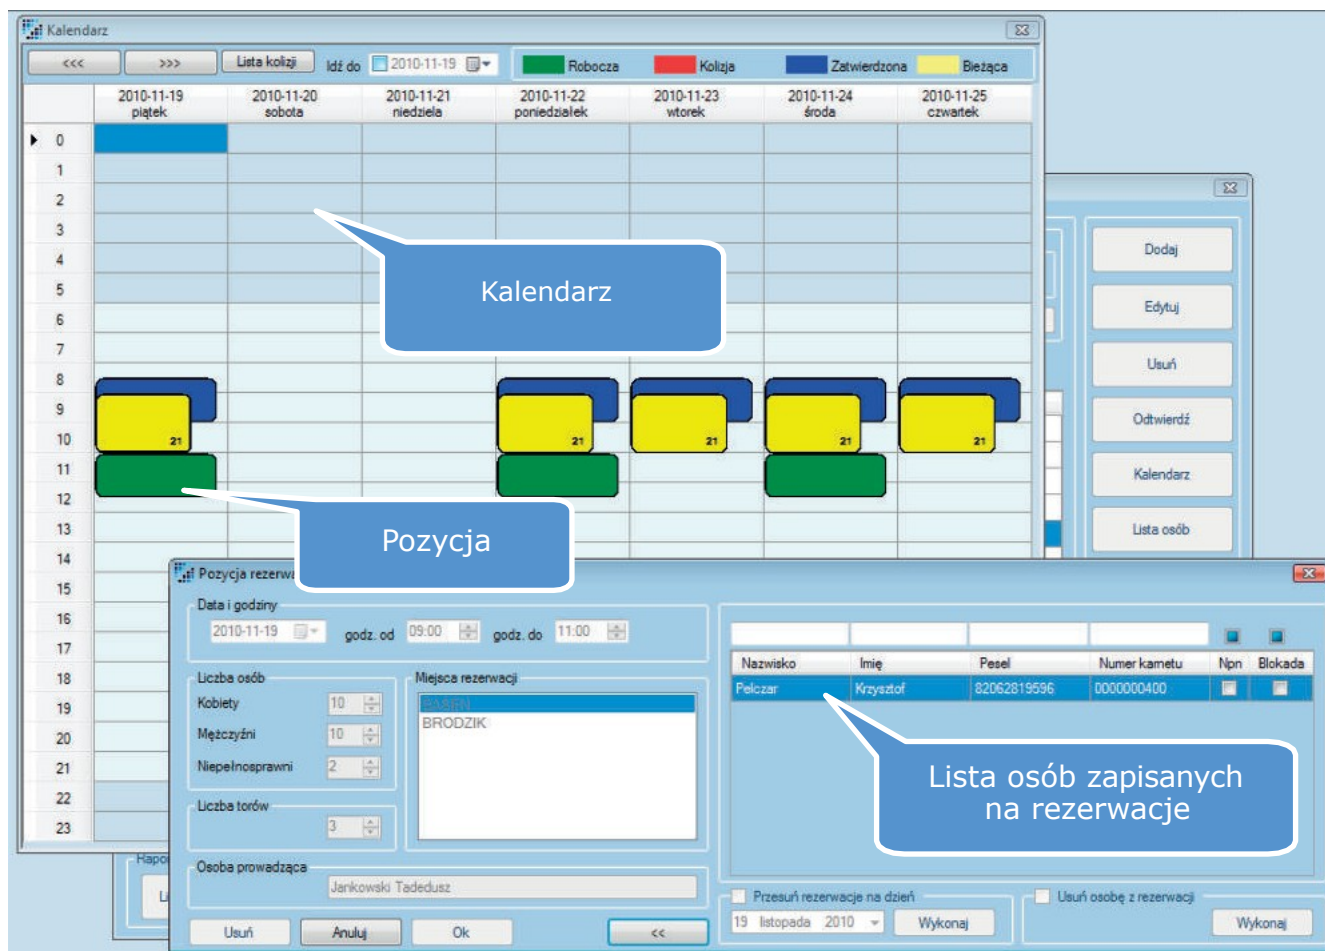 Kalendarz
<<<
>>>
Lista kolizji
Idź do
2010-11-19
Robocza
Kolizja
Zatwierdzona
Bieżąca
2010-11-19
piątek
2010-11-20
sobota
2010-11-21
niedziela
2010-11-22
poniedziałek
2010-11-23
wtorek
2010-11-24
środa
2010-11-25
czwartek
0
1
2
3
4
5
6
7
8
9
10
11
12
13
14
15
16
17
18
19
20
21
22
23
21
21
21
21
21
Kalendarz
Pozycja
Dodaj
Edytuj
Usuń
Odtwierdź
Kalendarz
Lista osób
Pozycja rezerw
Data i godziny
2010-11-19
godz. od
09:00
godz. do
11:00
Liczba osób
Kobiety
10
Mężczyźni
10
Niepełnosprawni
2
Liczba torów
3
Miejsca rezerwacji
BRODZIK
Osoba prowadząca
Jankowski Tadedusz
Usuń
Anuluj
Ok
<<
Nazwisko
Imię
Pesel
Numer karnetu
Npn
Blokada
Pelczar
Krzysztof
82062819596
0000000400
Lista osób zapisanych
na rezerwacje
Przesuń rezerwacje na dzień
19 listopada 2010
Wykonaj
Usuń osobę z rezerwacji
Wykonaj